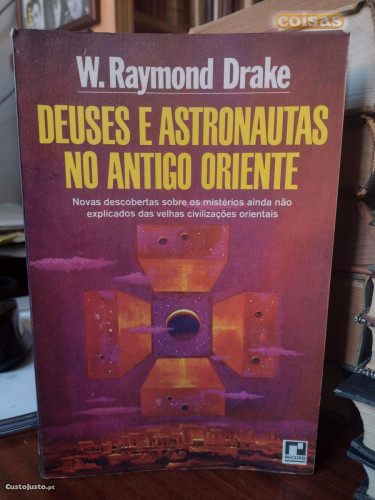 coisas
W. Raymond Drake
DEUSES E ASTRONAUTAS
NO ANTIGO ORIENTE
Novas descobertas sobre os mistérios ainda não
explicados das velhas civilizações orientais
RECORD
CustoJusto.pt